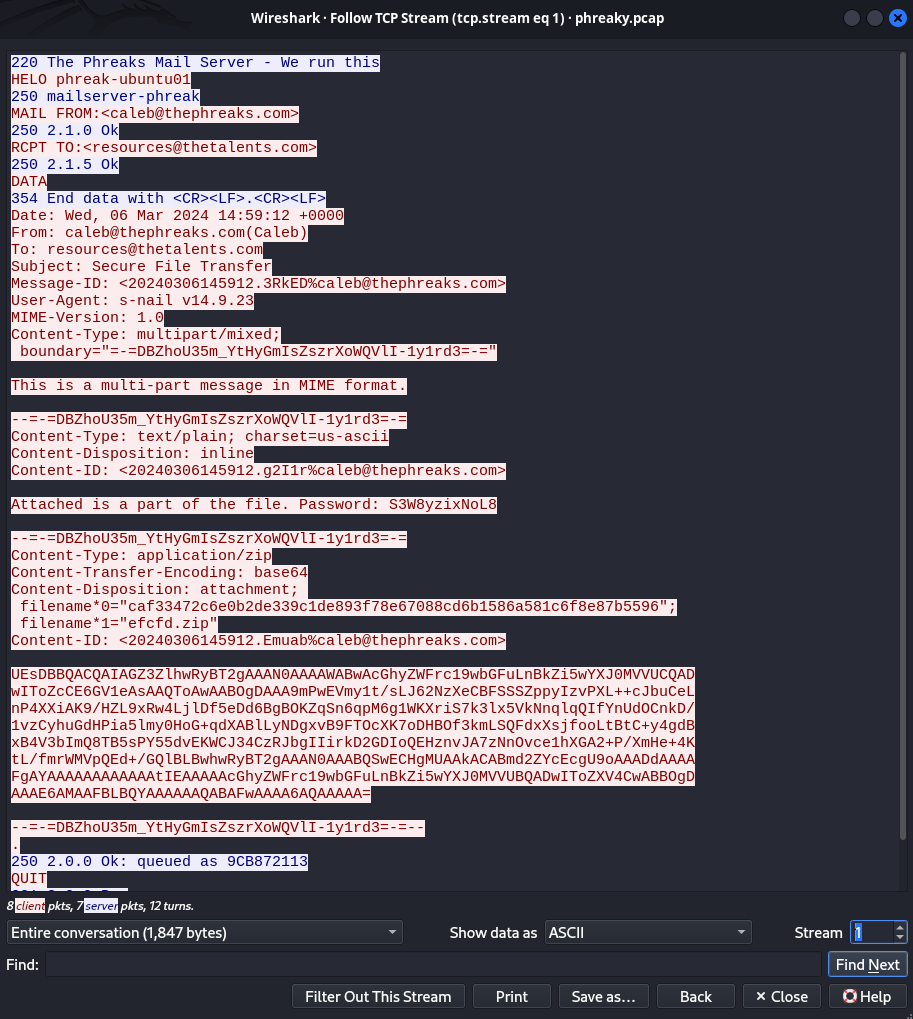 Wireshark · Follow TCP Stream (tcp.stream eq 1) · phreaky.pcap
220 The Phreaks Mail Server - We run this
HELO phreak-ubuntu01
250 mailserver-phreak
MAIL FROM:<caleb@thephreaks.com>
250 2.1.0 Ok
RCPT TO:<resources@thetalents.com>
250 2.1.5 Ok
DATA
354 End data with <CR><LF>.<CR><LF>
Date: Wed, 06 Mar 2024 14:59:12 +0000
From: caleb@thephreaks.com(Caleb)
To: resources@thetalents.com
Subject: Secure File Transfer
Message-ID: <20240306145912.3RkED%caleb@thephreaks.com>
User-Agent: s-nail v14.9.23
MIME-Version: 1.0
Content-Type: multipart/mixed;
 boundary="=-=DBZhoU35m_YtHyGmIsZszrXoWQVlI-1y1rd3=-="
This is a multi-part message in MIME format.
--=-=DBZhoU35m_YtHyGmIsZszrXoWQVlI-1y1rd3=-=
Content-Type: text/plain; charset=us-ascii
Content-Disposition: inline
Content-ID: <20240306145912.g2I1r%caleb@thephreaks.com>
Attached is a part of the file. Password: S3W8yzixNoL8
--=-=DBZhoU35m_YtHyGmIsZszrXoWQVlI-1y1rd3=-=
Content-Type: application/zip
Content-Transfer-Encoding: base64
Content-Disposition: attachment;
 filename*0="caf33472c6e0b2de339c1de893f78e67088cd6b1586a581c6f8e87b5596";
 filename*1="efcfd.zip"
Content-ID: <20240306145912.Emuab%caleb@thephreaks.com>
UEsDBBQACQAIAGZ3ZlhwRyBT2gAAAN0AAAAWABwAcGhyZWFrc19wbGFuLnBkZi5wYXJ0MVVUCQAD
wIToZcCE6GV1eAsAAQToAwAABOgDAAA9mPwEVmy1t/sLJ62NzXeCBFSSSZppyIzvPXL++cJbuCeL
nP4XXiAK9/HZL9xRw4LjlDf5eDd6BgBOKZqSn6qpM6g1WKXriS7k3lx5VkNnqlqQIfYnUdOCnkD/
1vzCyhuGdHPia5lmy0HoG+qdXABlLyNDgxvB9FTOcXK7oDHBOf3kmLSQFdxXsjfooLtBtC+y4gdB
xB4V3bImQ8TB5sPY55dvEKWCJ34CzRJbgIIirkD2GDIoQEHznvJA7zNnOvce1hXGA2+P/XmHe+4K
tL/fmrWMVpQEd+/GQlBLBwhwRyBT2gAAAN0AAABQSwECHgMUAAkACABmd2ZYcEcgU9oAAADdAAAA
FgAYAAAAAAAAAAAAtIEAAAAAcGhyZWFrc19wbGFuLnBkZi5wYXJ0MVVUBQADwIToZXV4CwABBOgD
AAAE6AMAAFBLBQYAAAAAAQABAFwAAAA6AQAAAAA=
--=-=DBZhoU35m_YtHyGmIsZszrXoWQVlI-1y1rd3=-=--
.
250 2.0.0 Ok: queued as 9CB872113
QUIT
8 client pkts, 7 server pkts, 12 turns.
Entire conversation (1,847 bytes) Show data as ASCII Stream 1
Find: Find Next
Filter Out This Stream Print Save as... Back × Close Help